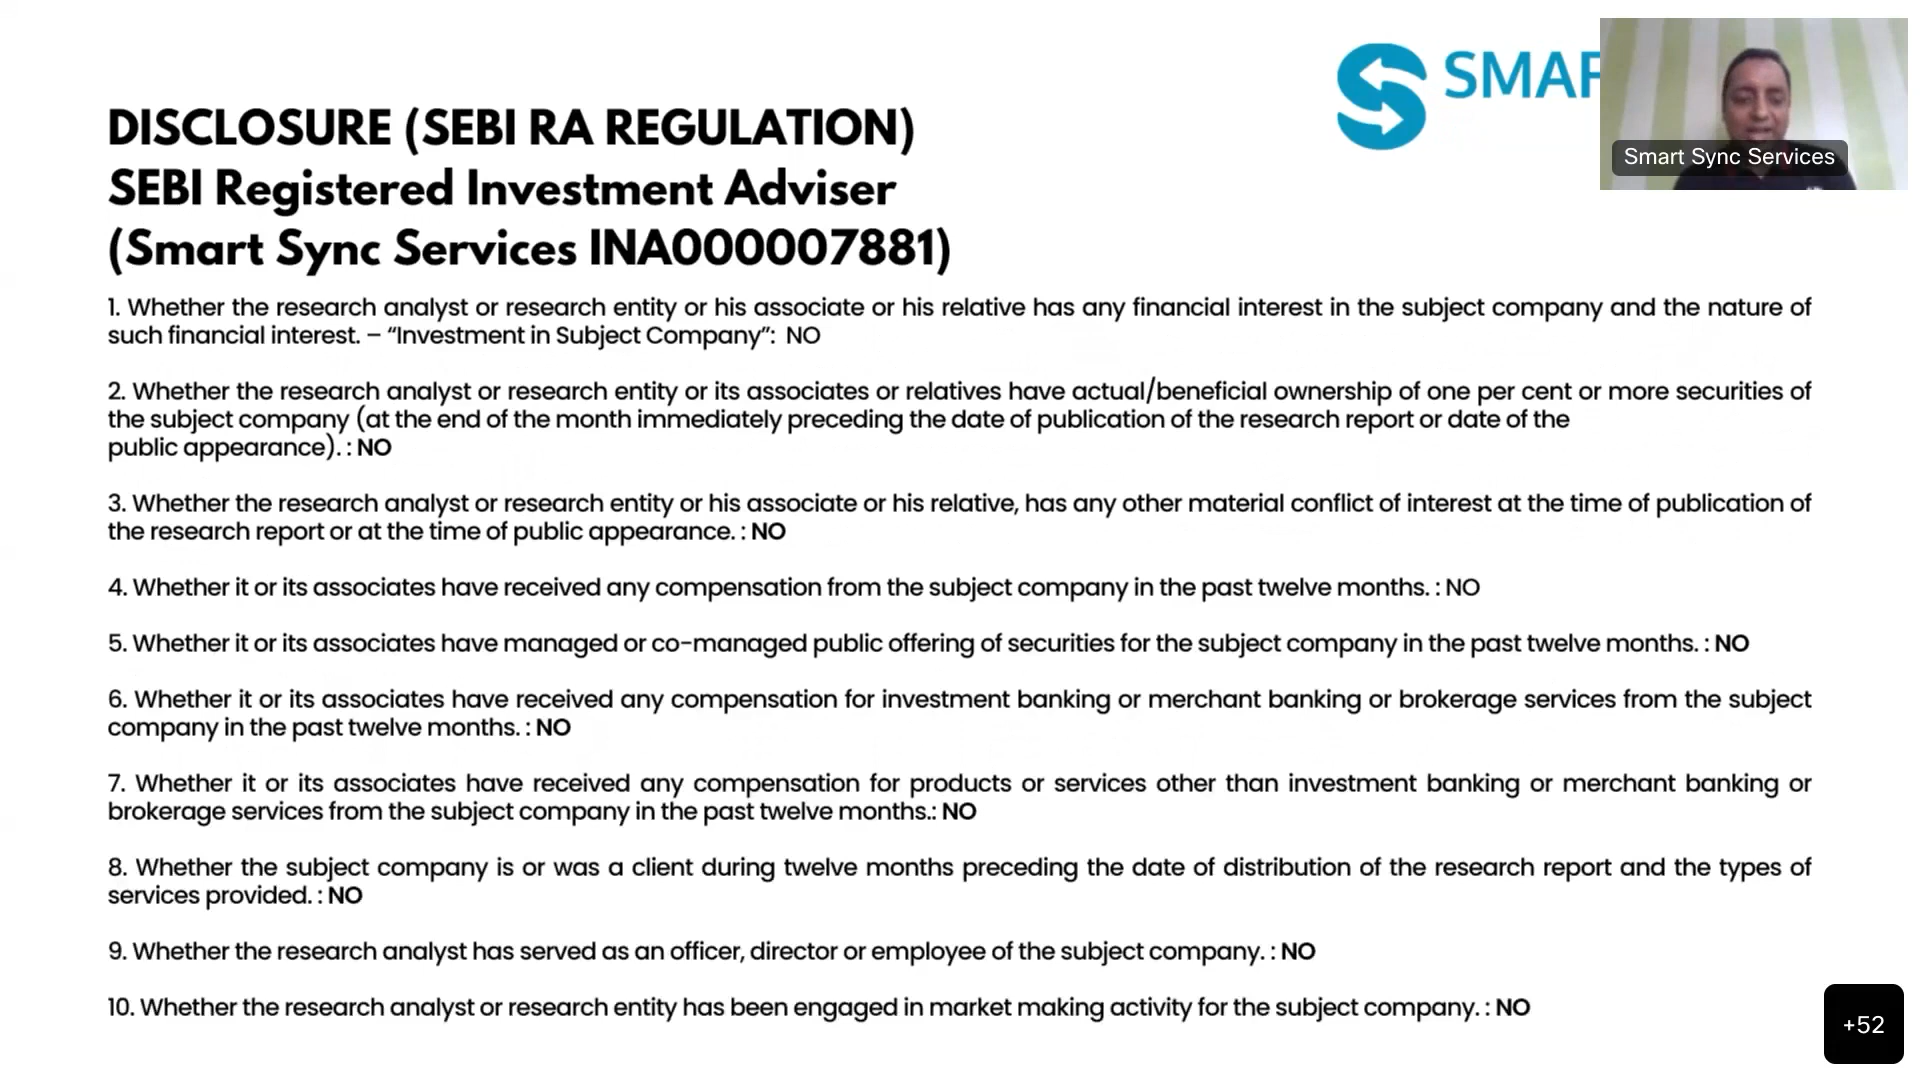 SMAR
Smart Sync Services
DISCLOSURE (SEBI RA REGULATION)
SEBI Registered Investment Adviser
(Smart Sync Services INA000007881)
1. Whether the research analyst or research entity or his associate or his relative has any financial interest in the subject company and the nature of
such financial interest. – “Investment in Subject Company”: NO
2. Whether the research analyst or research entity or its associates or relatives have actual/beneficial ownership of one per cent or more securities of
the subject company (at the end of the month immediately preceding the date of publication of the research report or date of the
public appearance). : NO
3. Whether the research analyst or research entity or his associate or his relative, has any other material conflict of interest at the time of publication of
the research report or at the time of public appearance. : NO
4. Whether it or its associates have received any compensation from the subject company in the past twelve months. : NO
5. Whether it or its associates have managed or co-managed public offering of securities for the subject company in the past twelve months. : NO
6. Whether it or its associates have received any compensation for investment banking or merchant banking or brokerage services from the subject
company in the past twelve months. : NO
7. Whether it or its associates have received any compensation for products or services other than investment banking or merchant banking or
brokerage services from the subject company in the past twelve months.: NO
8. Whether the subject company is or was a client during twelve months preceding the date of distribution of the research report and the types of
services provided. : NO
9. Whether the research analyst has served as an officer, director or employee of the subject company. : NO
10. Whether the research analyst or research entity has been engaged in market making activity for the subject company. : NO
+52